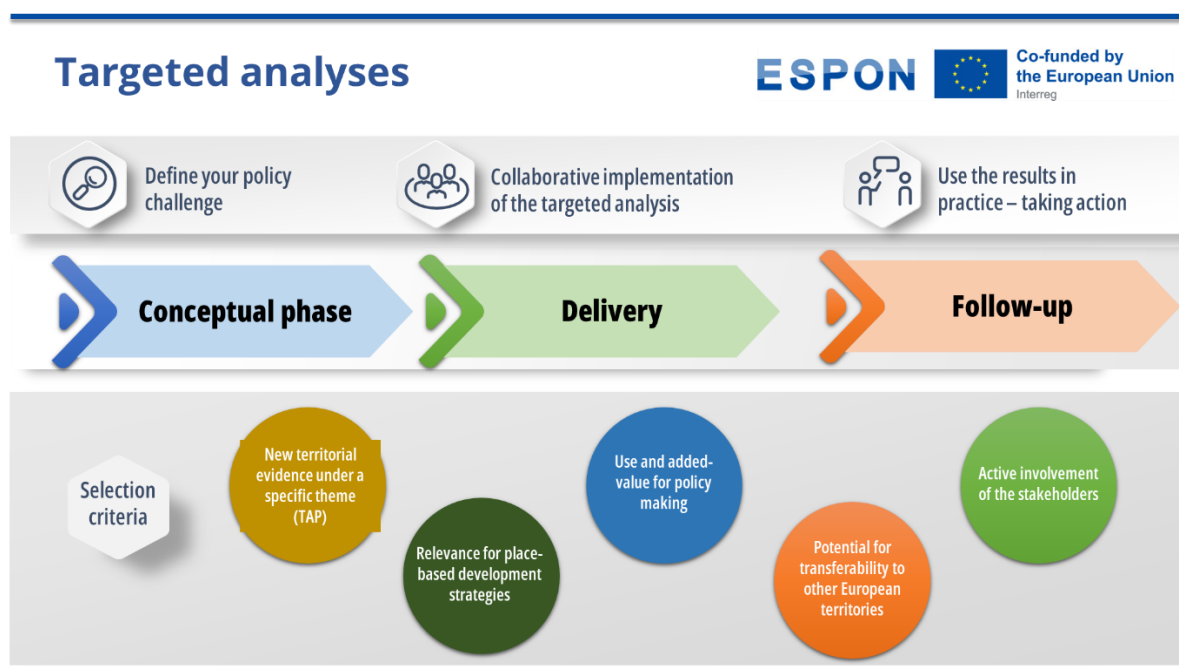 Targeted analyses
ESPON
Co-funded by
the European Union
Interreg
Define your policy
challenge
Collaborative implementation
of the targeted analysis
Use the results in
practice – taking action
Conceptual phase
Delivery
Follow-up
Selection
criteria
New territorial
evidence under a
specific theme
(TAP)
Relevance for place-
based development
strategies
Use and added-
value for policy
making
Potential for
transferability to
other European
territories
Active involvement
of the stakeholders